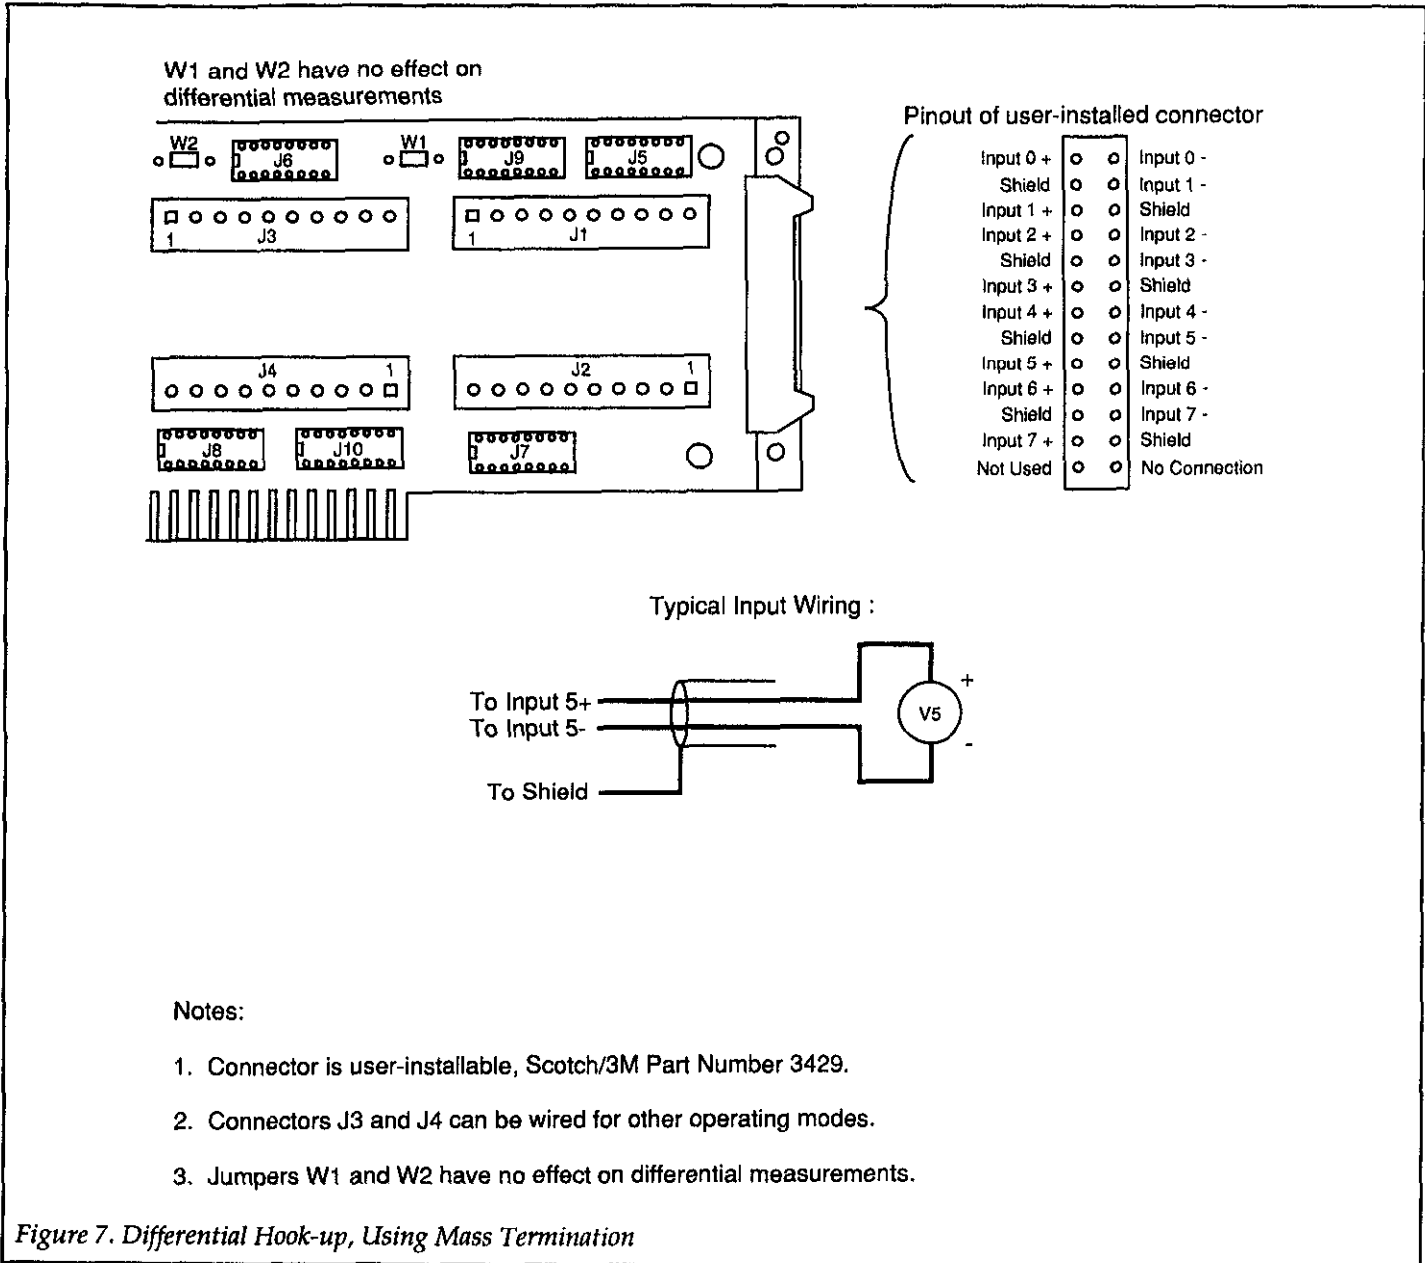 W1 and W2 have no effect on
differential measurements
W2
J6
W1
J9
J5
1
J3
1
J1
J4
1
J2
1
J8
J10
J7
Pinout of user-installed connector
Input 0 + Input 0 -
Shield Input 1 -
Input 1 + Shield
Input 2 + Input 2 -
Shield Input 3 -
Input 3 + Shield
Input 4 + Input 4 -
Shield Input 5 -
Input 5 + Shield
Input 6 + Input 6 -
Shield Input 7 -
Input 7 + Shield
Not Used No Connection
Typical Input Wiring :
To Input 5+
To Input 5-
To Shield
+
V5
-
Notes:
1. Connector is user-installable, Scotch/3M Part Number 3429.
2. Connectors J3 and J4 can be wired for other operating modes.
3. Jumpers W1 and W2 have no effect on differential measurements.
Figure 7. Differential Hook-up, Using Mass Termination